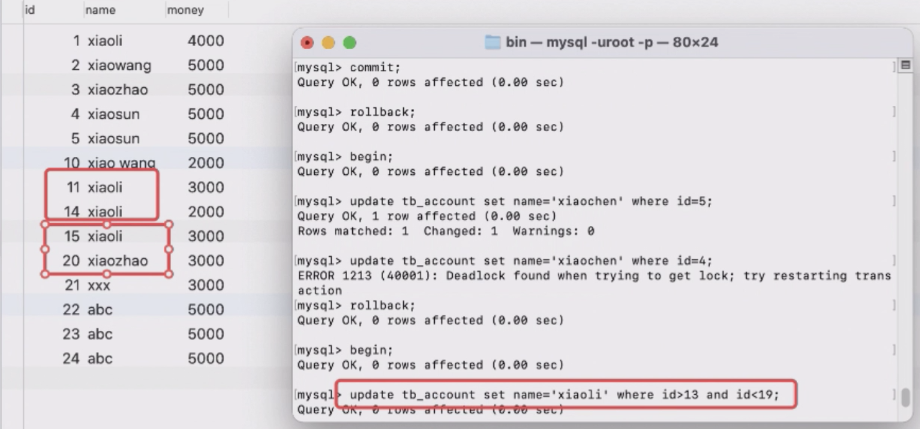 id name money
1 xiaoli 4000
2 xiaowang 5000
3 xiaozhao 5000
4 xiaosun 5000
5 xiaosun 5000
10 xiao wang 2000
11 xiaoli 3000
14 xiaoli 2000
15 xiaoli 3000
20 xiaozhao 3000
21 xxx 3000
22 abc 5000
23 abc 5000
24 abc 5000
bin — mysql -uroot -p — 80×24
[mysql> commit; ]
Query OK, 0 rows affected (0.00 sec)
[mysql> rollback; ]
Query OK, 0 rows affected (0.00 sec)
[mysql> begin; ]
Query OK, 0 rows affected (0.00 sec)
[mysql> update tb_account set name='xiaochen' where id=5; ]
Query OK, 1 row affected (0.00 sec)
Rows matched: 1 Changed: 1 Warnings: 0
[mysql> update tb_account set name='xiaochen' where id=4; ]
ERROR 1213 (40001): Deadlock found when trying to get lock; try restarting trans
action
[mysql> rollback; ]
Query OK, 0 rows affected (0.00 sec)
[mysql> begin; ]
Query OK, 0 rows affected (0.00 sec)
[mysql> update tb_account set name='xiaoli' where id>13 and id<19; ]
Query OK, 0 rows affected (0.00 sec)